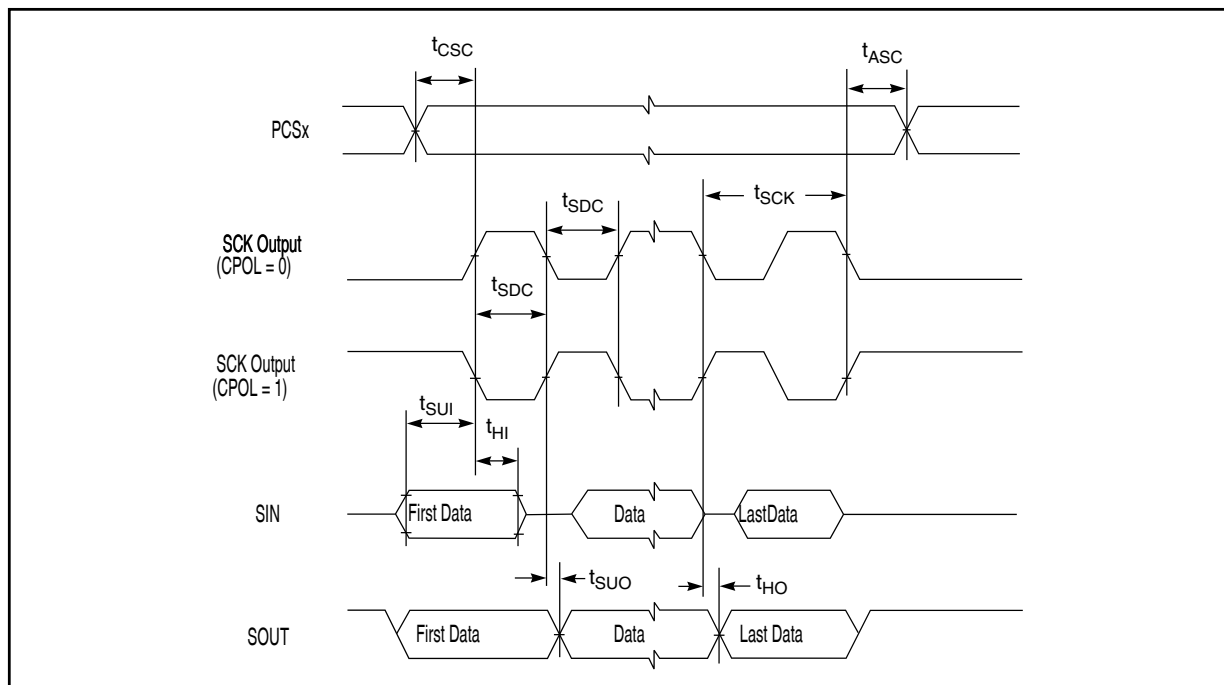 tCSC
tASC
PCSx
tSCK
tSDC
SCK Output
(CPOL = 0)
tSDC
SCK Output
(CPOL = 1)
tSUI
tHI
SIN
First Data
Data
LastData
tSUO
tHO
SOUT
First Data
Data
Last Data